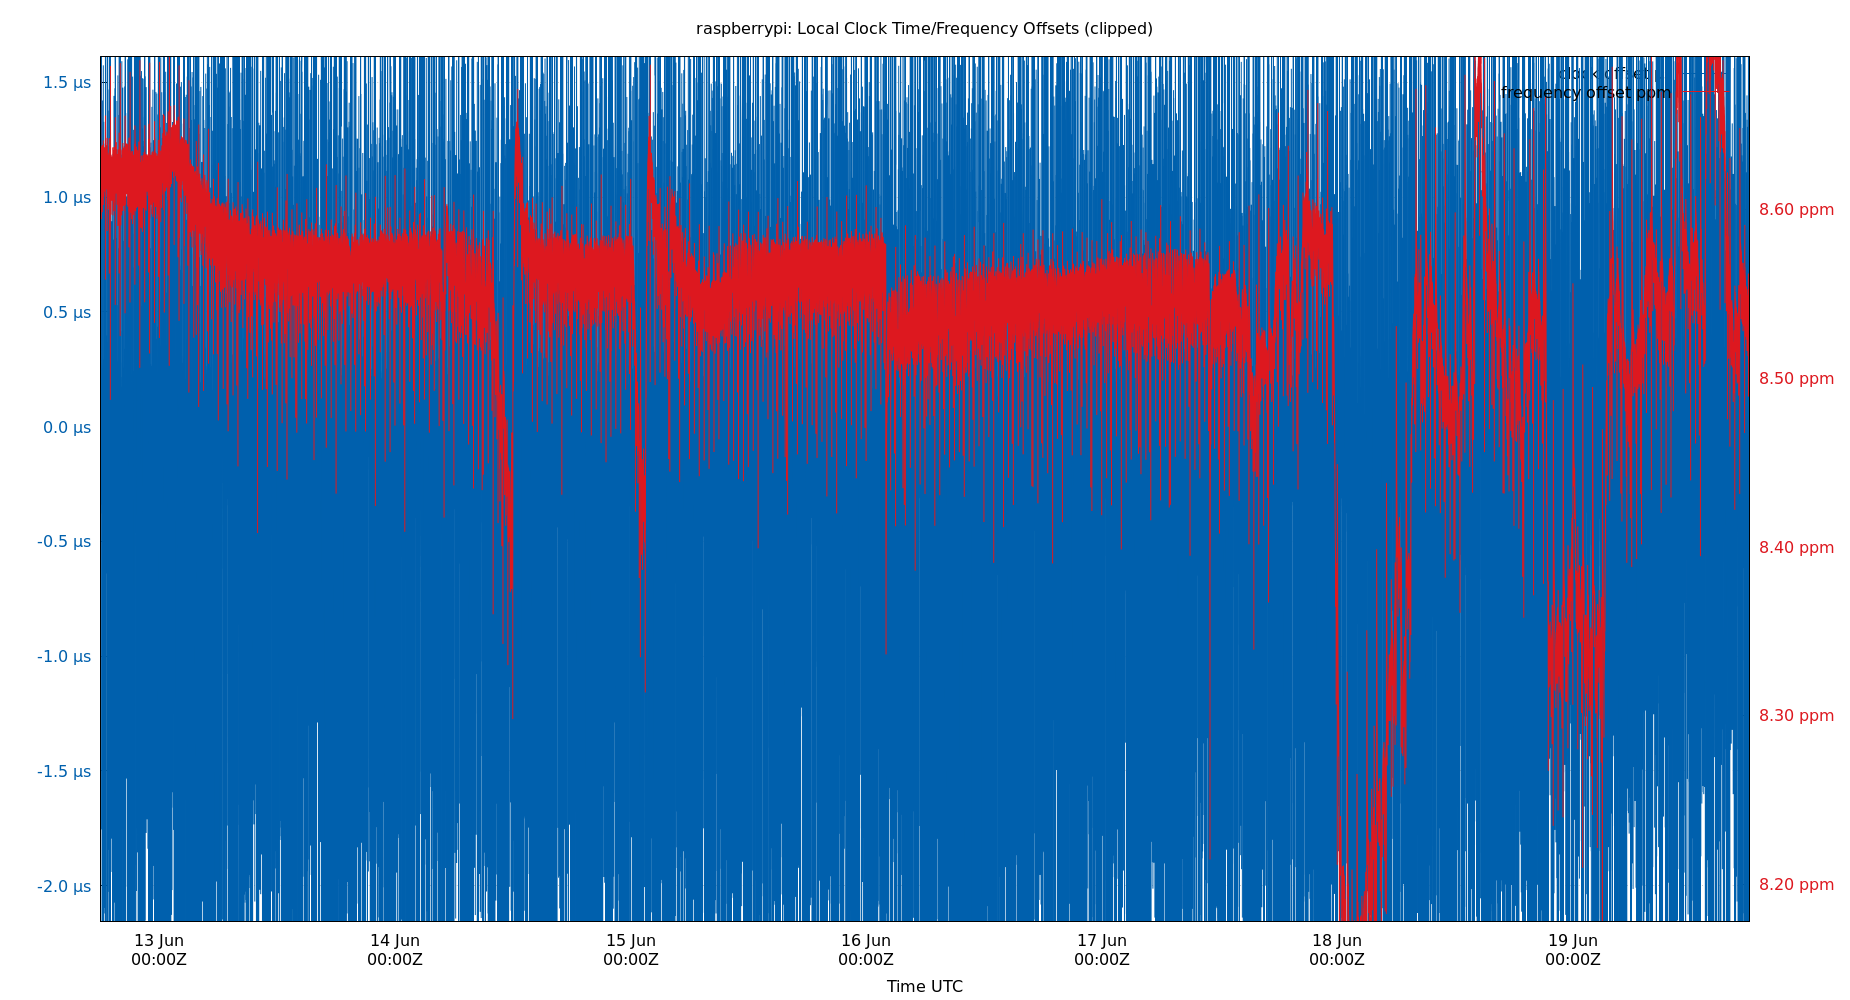 raspberrypi: Local Clock Time/Frequency Offsets (clipped)
clock offset
frequency offset ppm
1.5 µs
1.0 µs
0.5 µs
0.0 µs
-0.5 µs
-1.0 µs
-1.5 µs
-2.0 µs
8.60 ppm
8.50 ppm
8.40 ppm
8.30 ppm
8.20 ppm
13 Jun
00:00Z
14 Jun
00:00Z
15 Jun
00:00Z
16 Jun
00:00Z
17 Jun
00:00Z
18 Jun
00:00Z
19 Jun
00:00Z
Time UTC